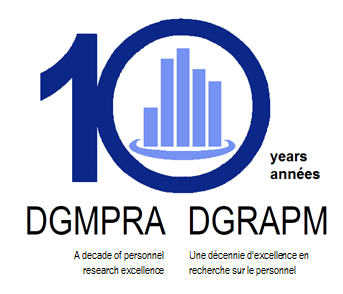 10
years
années
DGMPRA DGRAPM
A decade of personnel
research excellence
Une décennie d'excellence en
recherche sur le personnel